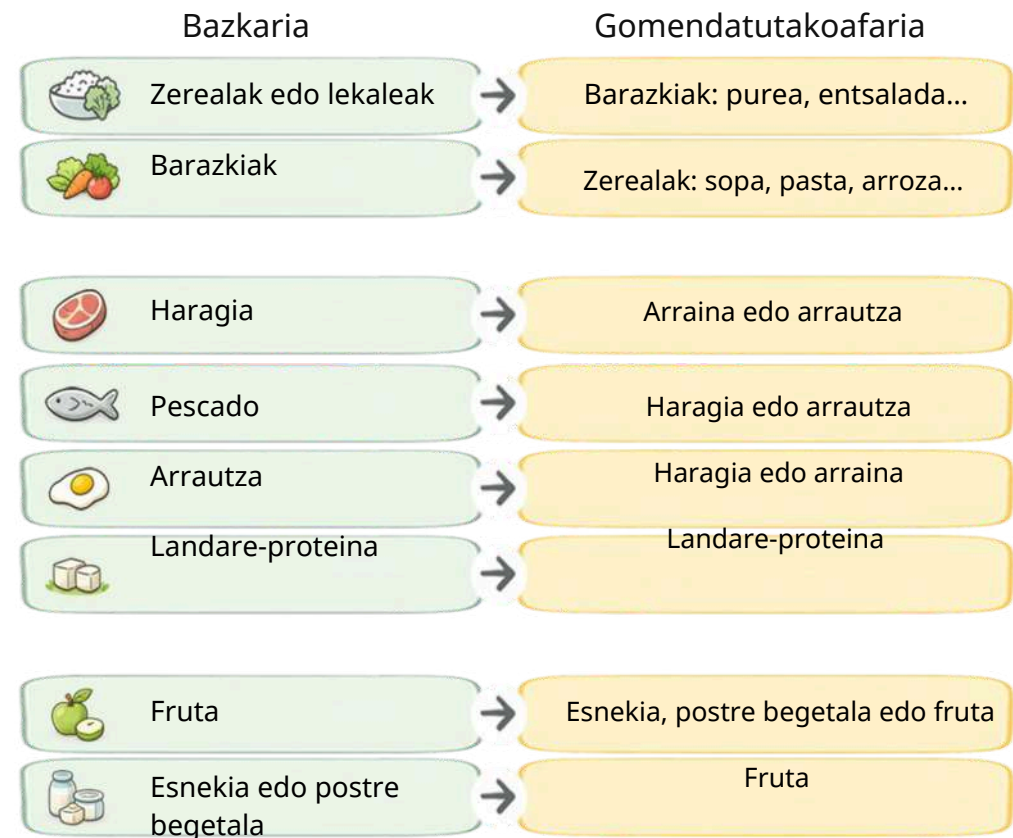 Bazkaria Gomendatutakoafaria
Zerealak edo lekaleak Barazkiak: purea, entsalada...
Barazkiak Zerealak: sopa, pasta, arroza...
Haragia Arraina edo arrautza
Pescado Haragia edo arrautza
Arrautza Haragia edo arraina
Landare-proteina Landare-proteina
Fruta Esnekia, postre begetala edo fruta
Esnekia edo postre Fruta
begetala